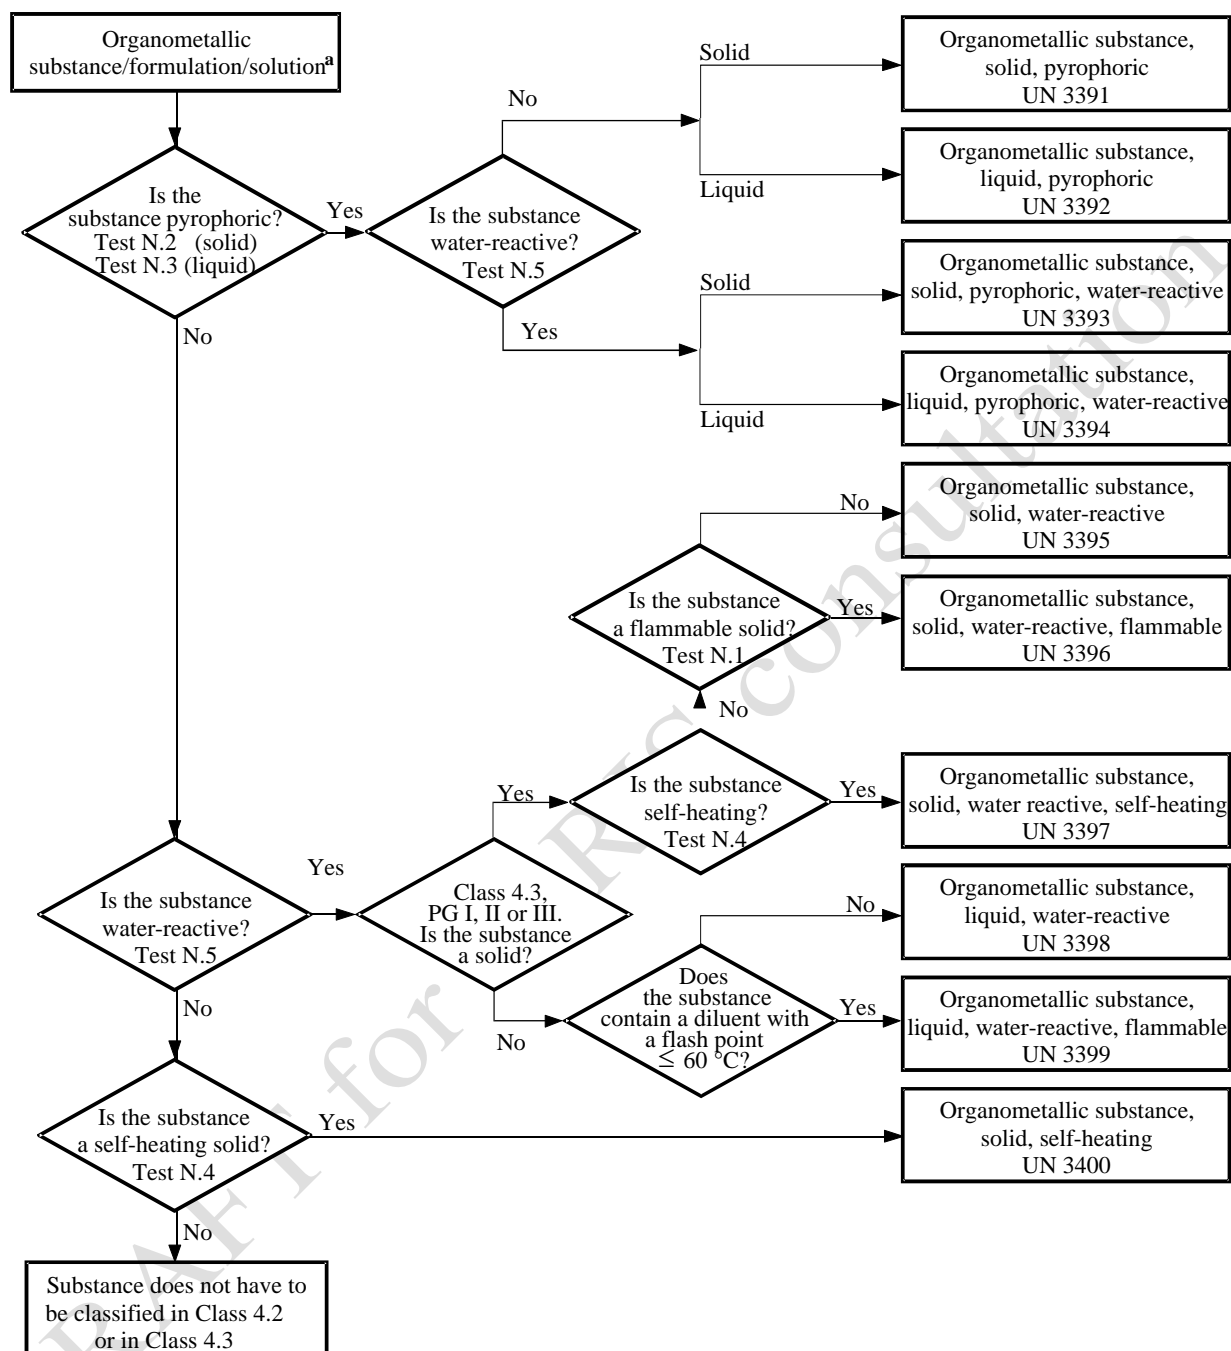 Organometallic
substance/formulation/solutionᵃ
Is the
substance pyrophoric?
Test N.2 (solid)
Test N.3 (liquid)
Yes
No
Is the substance
water-reactive?
Test N.5
No
Yes
Solid
Liquid
Organometallic substance,
solid, pyrophoric
UN 3391
Organometallic substance,
liquid, pyrophoric
UN 3392
Solid
Liquid
Organometallic substance,
solid, pyrophoric, water-reactive
UN 3393
Organometallic substance,
liquid, pyrophoric, water-reactive
UN 3394
No
Organometallic substance,
solid, water-reactive
UN 3395
Is the substance
a flammable solid?
Test N.1
Yes
Organometallic substance,
solid, water-reactive, flammable
UN 3396
No
Is the substance
self-heating?
Test N.4
Yes
Organometallic substance,
solid, water reactive, self-heating
UN 3397
Is the substance
water-reactive?
Test N.5
Yes
No
Class 4.3,
PG I, II or III.
Is the substance
a solid?
Yes
No
No
Organometallic substance,
liquid, water-reactive
UN 3398
Does
the substance
contain a diluent with
a flash point
≤ 60 °C?
Yes
Organometallic substance,
liquid, water-reactive, flammable
UN 3399
Is the substance
a self-heating solid?
Test N.4
Yes
Organometallic substance,
solid, self-heating
UN 3400
No
Substance does not have to
be classified in Class 4.2
or in Class 4.3
RAFT for RIS consultation